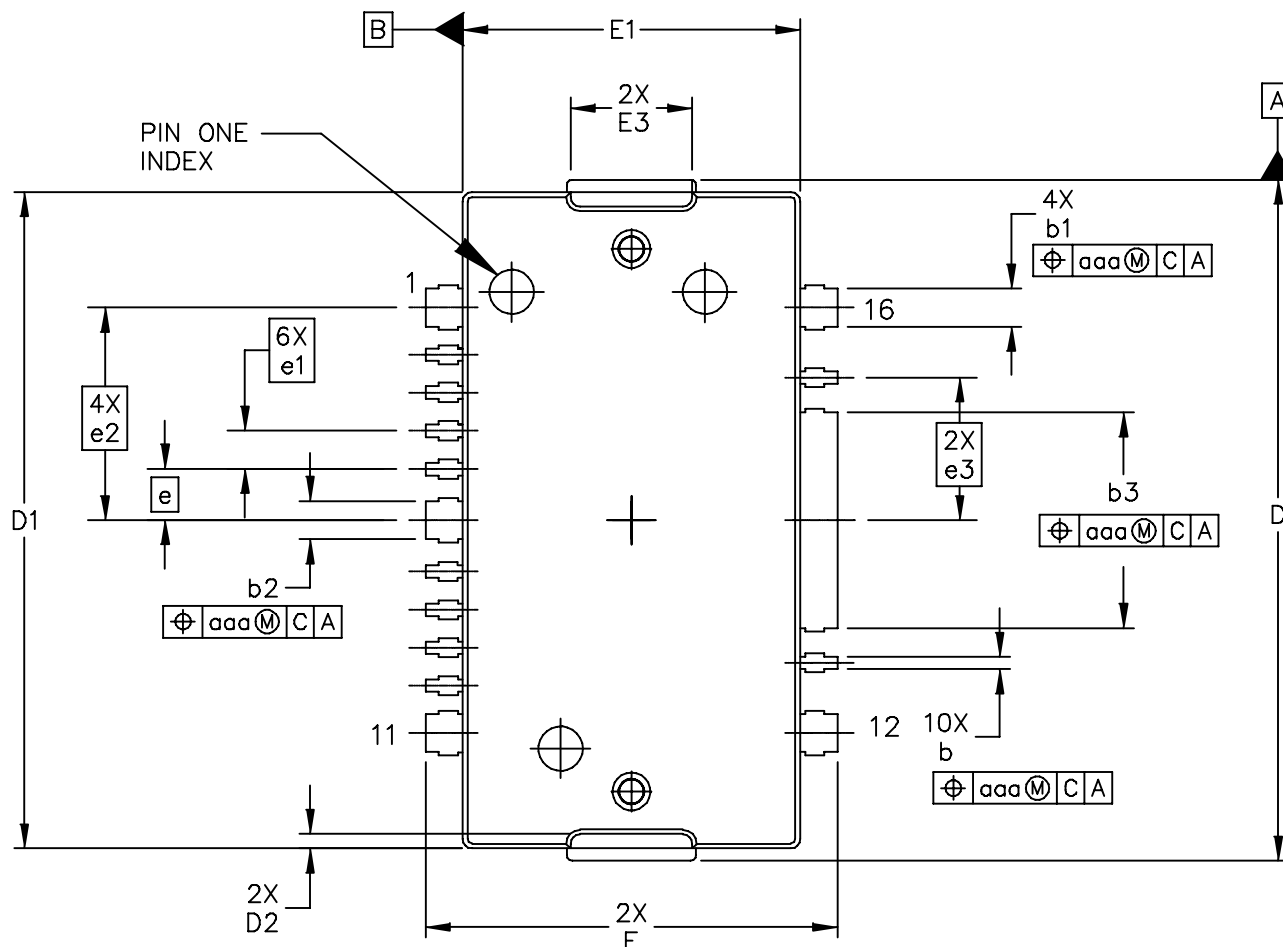 B
E1
2X
E3
A
PIN ONE
INDEX
4X
b1
⌖ aaa Ⓜ C A
1
16
6X
e1
4X
e2
2X
e3
e
b3
⌖ aaa Ⓜ C A
D1
D
b2
⌖ aaa Ⓜ C A
11
12
10X
b
⌖ aaa Ⓜ C A
2X
D2
2X